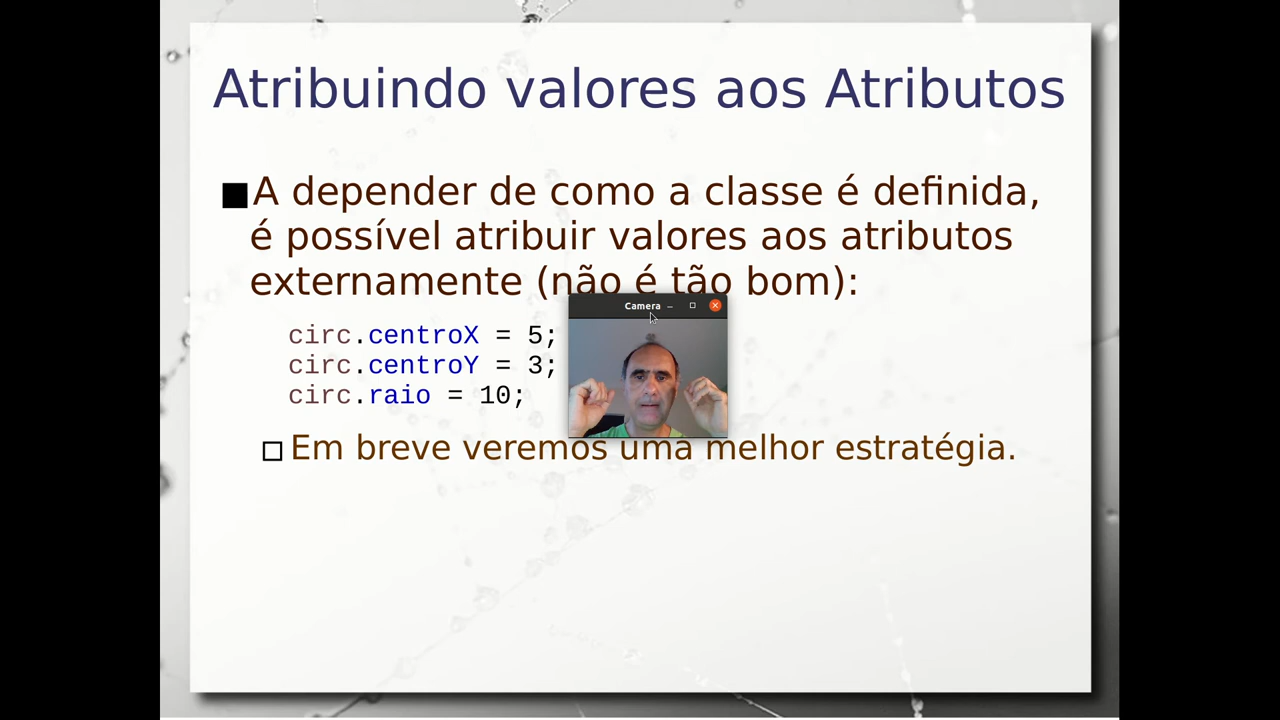 Atribuindo valores aos Atributos
A depender de como a classe é definida,
é possível atribuir valores aos atributos
externamente (não é tão bom):
Camera
circ.centroX = 5;
circ.centroY = 3;
circ.raio = 10;
Em breve veremos uma melhor estratégia.